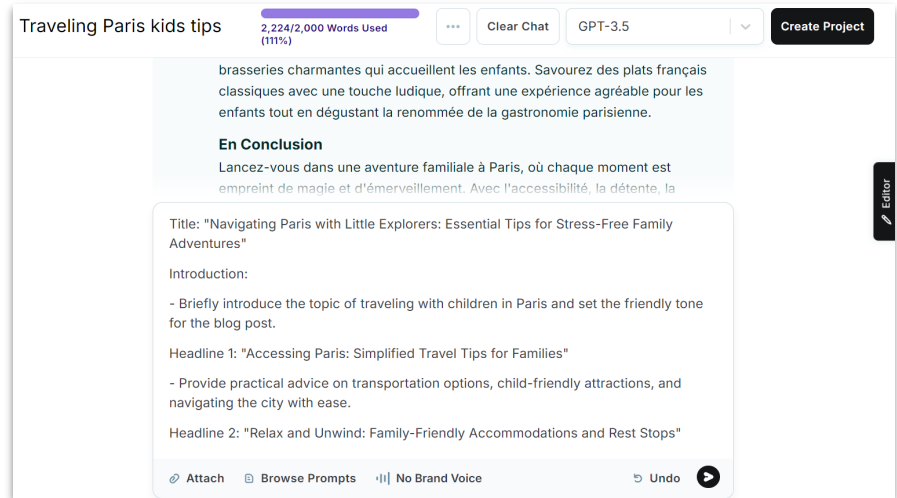 Traveling Paris kids tips
2,224/2,000 Words Used
(111%)
Clear Chat
GPT-3.5
Create Project
brasseries charmantes qui accueillent les enfants. Savourez des plats français
classiques avec une touche ludique, offrant une expérience agréable pour les
enfants tout en dégustant la renommée de la gastronomie parisienne.
En Conclusion
Lancez-vous dans une aventure familiale à Paris, où chaque moment est
empreint de magie et d'émerveillement. Avec l'accessibilité, la détente, la
Editor
Title: "Navigating Paris with Little Explorers: Essential Tips for Stress-Free Family
Adventures"
Introduction:
- Briefly introduce the topic of traveling with children in Paris and set the friendly tone
for the blog post.
Headline 1: "Accessing Paris: Simplified Travel Tips for Families"
- Provide practical advice on transportation options, child-friendly attractions, and
navigating the city with ease.
Headline 2: "Relax and Unwind: Family-Friendly Accommodations and Rest Stops"
Attach
Browse Prompts
No Brand Voice
Undo